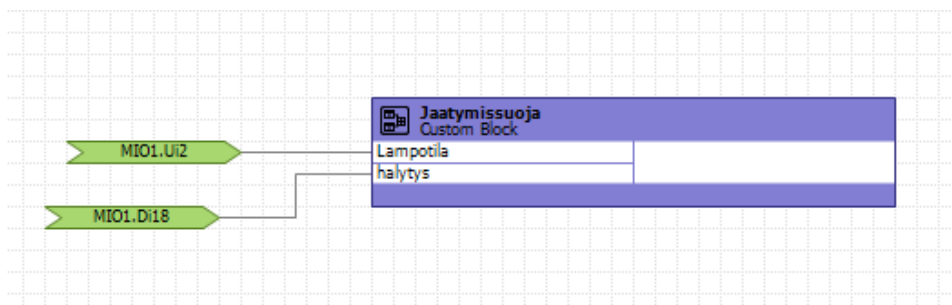 Jaatymissuoja
Custom Block
MIO1.Ui2
Lampotila
halytys
MIO1.Di18